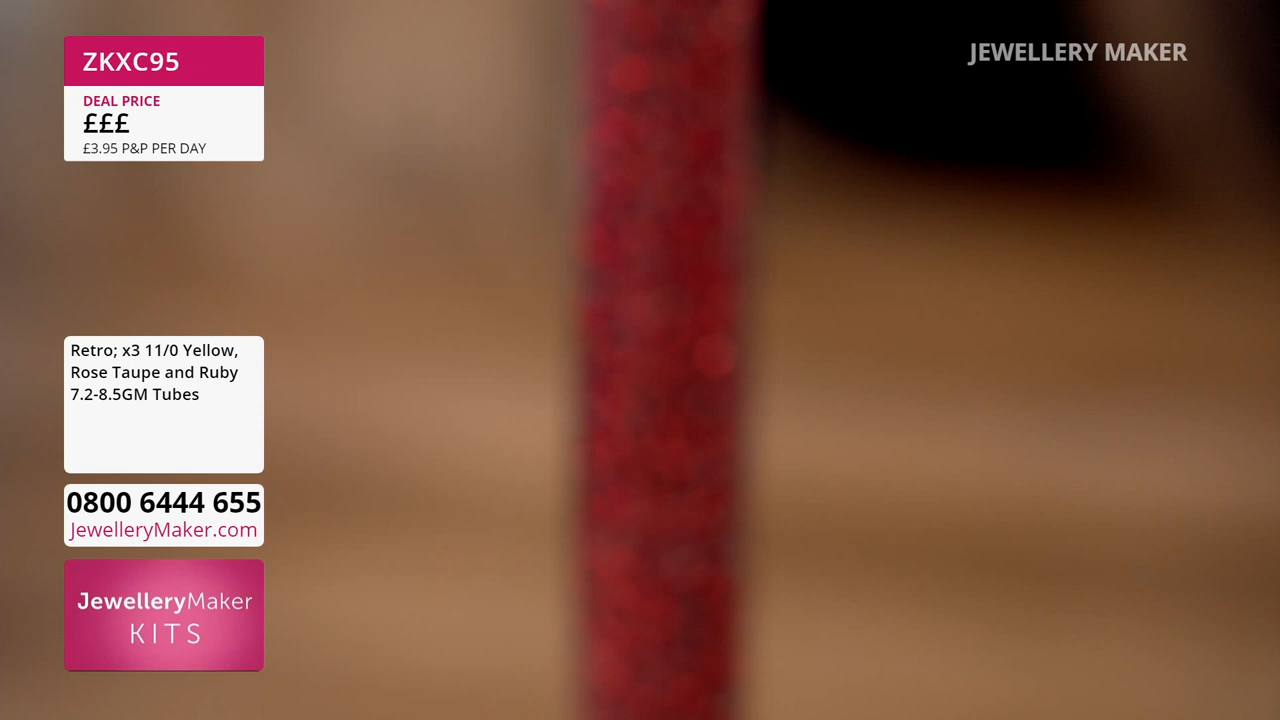 ZKXC95
DEAL PRICE
£££
£3.95 P&P PER DAY
JEWELLERY MAKER
Retro; x3 11/0 Yellow,
Rose Taupe and Ruby
7.2-8.5GM Tubes
0800 6444 655
JewelleryMaker.com
JewelleryMaker
KITS